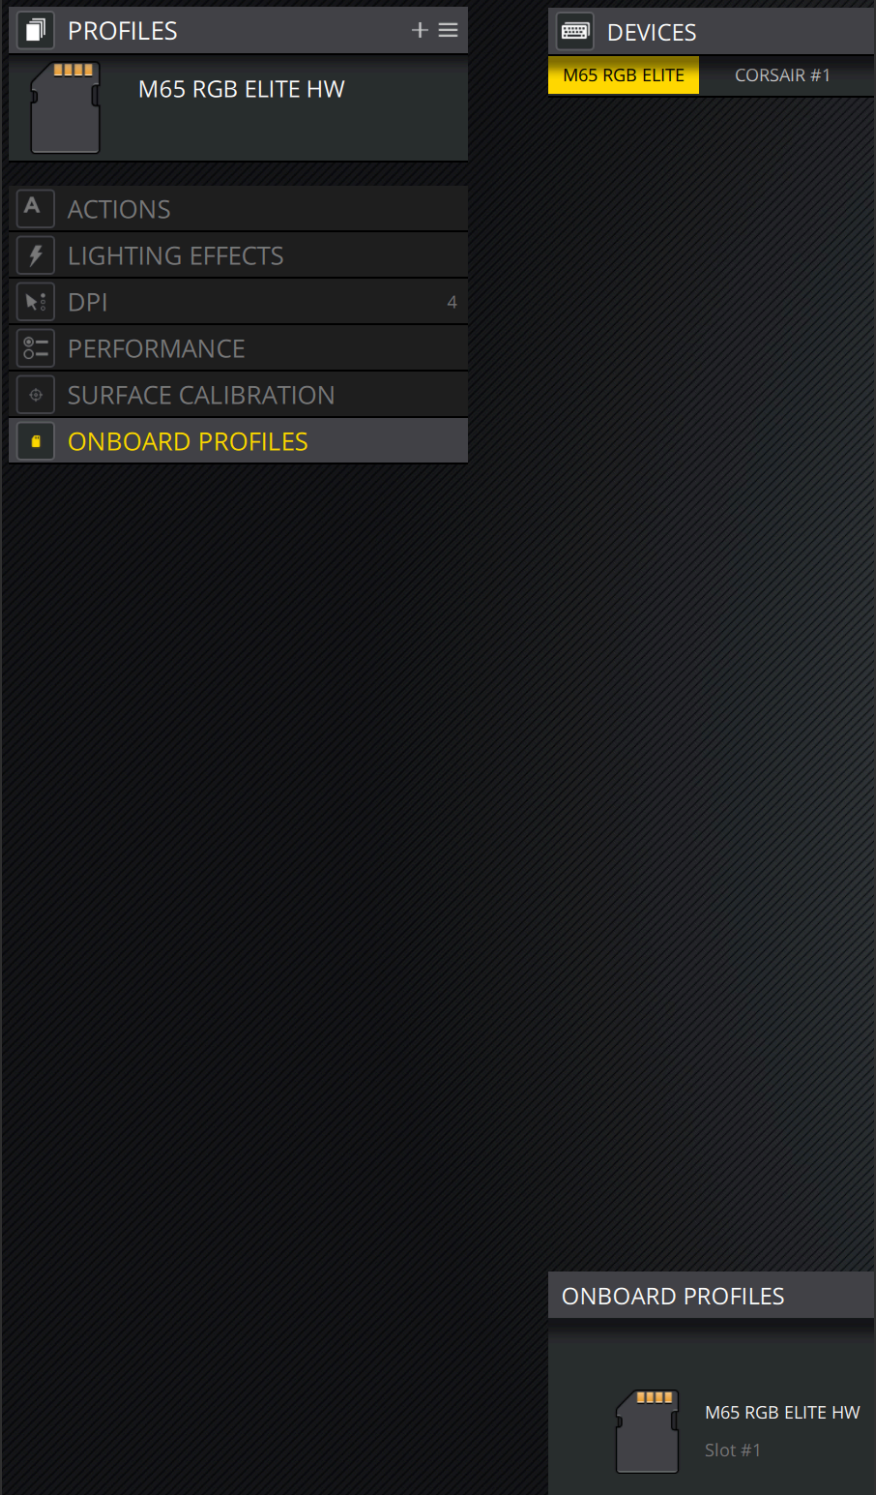 PROFILES
M65 RGB ELITE HW
A ACTIONS
LIGHTING EFFECTS
DPI 4
PERFORMANCE
SURFACE CALIBRATION
ONBOARD PROFILES
DEVICES
M65 RGB ELITE CORSAIR #1
ONBOARD PROFILES
M65 RGB ELITE HW
Slot #1